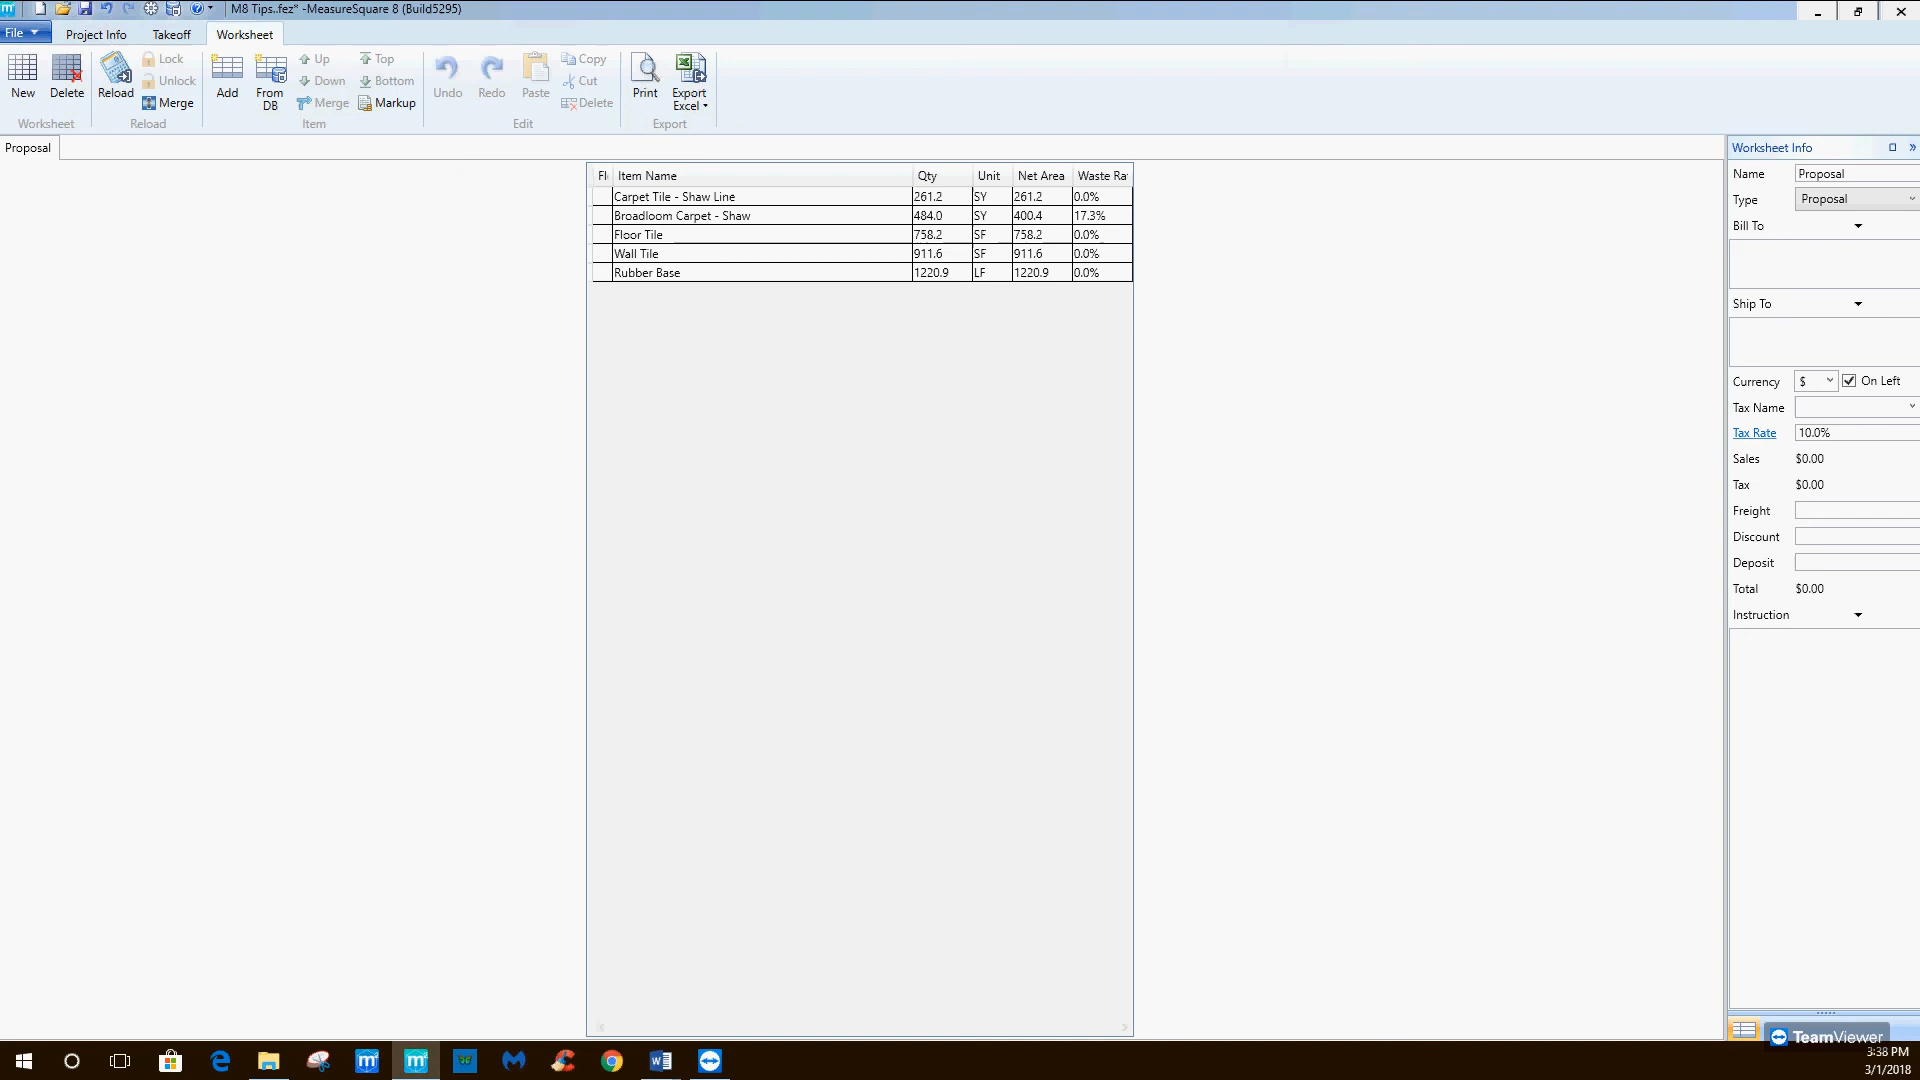 M8 Tips..fez* -MeasureSquare 8 (Build5295)
File Project Info Takeoff Worksheet
New Delete Reload Lock Unlock Merge Add From DB Up Down Merge Top Bottom Markup Undo Redo Paste Copy Cut Delete Print Export Excel
Worksheet Reload Item Edit Export
Proposal
Fl Item Name Qty Unit Net Area Waste Ra
Carpet Tile - Shaw Line 261.2 SY 261.2 0.0%
Broadloom Carpet - Shaw 484.0 SY 400.4 17.3%
Floor Tile 758.2 SF 758.2 0.0%
Wall Tile 911.6 SF 911.6 0.0%
Rubber Base 1220.9 LF 1220.9 0.0%
Worksheet Info
Name Proposal
Type Proposal
Bill To
Ship To
Currency $ On Left
Tax Name
Tax Rate 10.0%
Sales $0.00
Tax $0.00
Freight
Discount
Deposit
Total $0.00
Instruction
TeamViewer
3:38 PM
3/1/2018